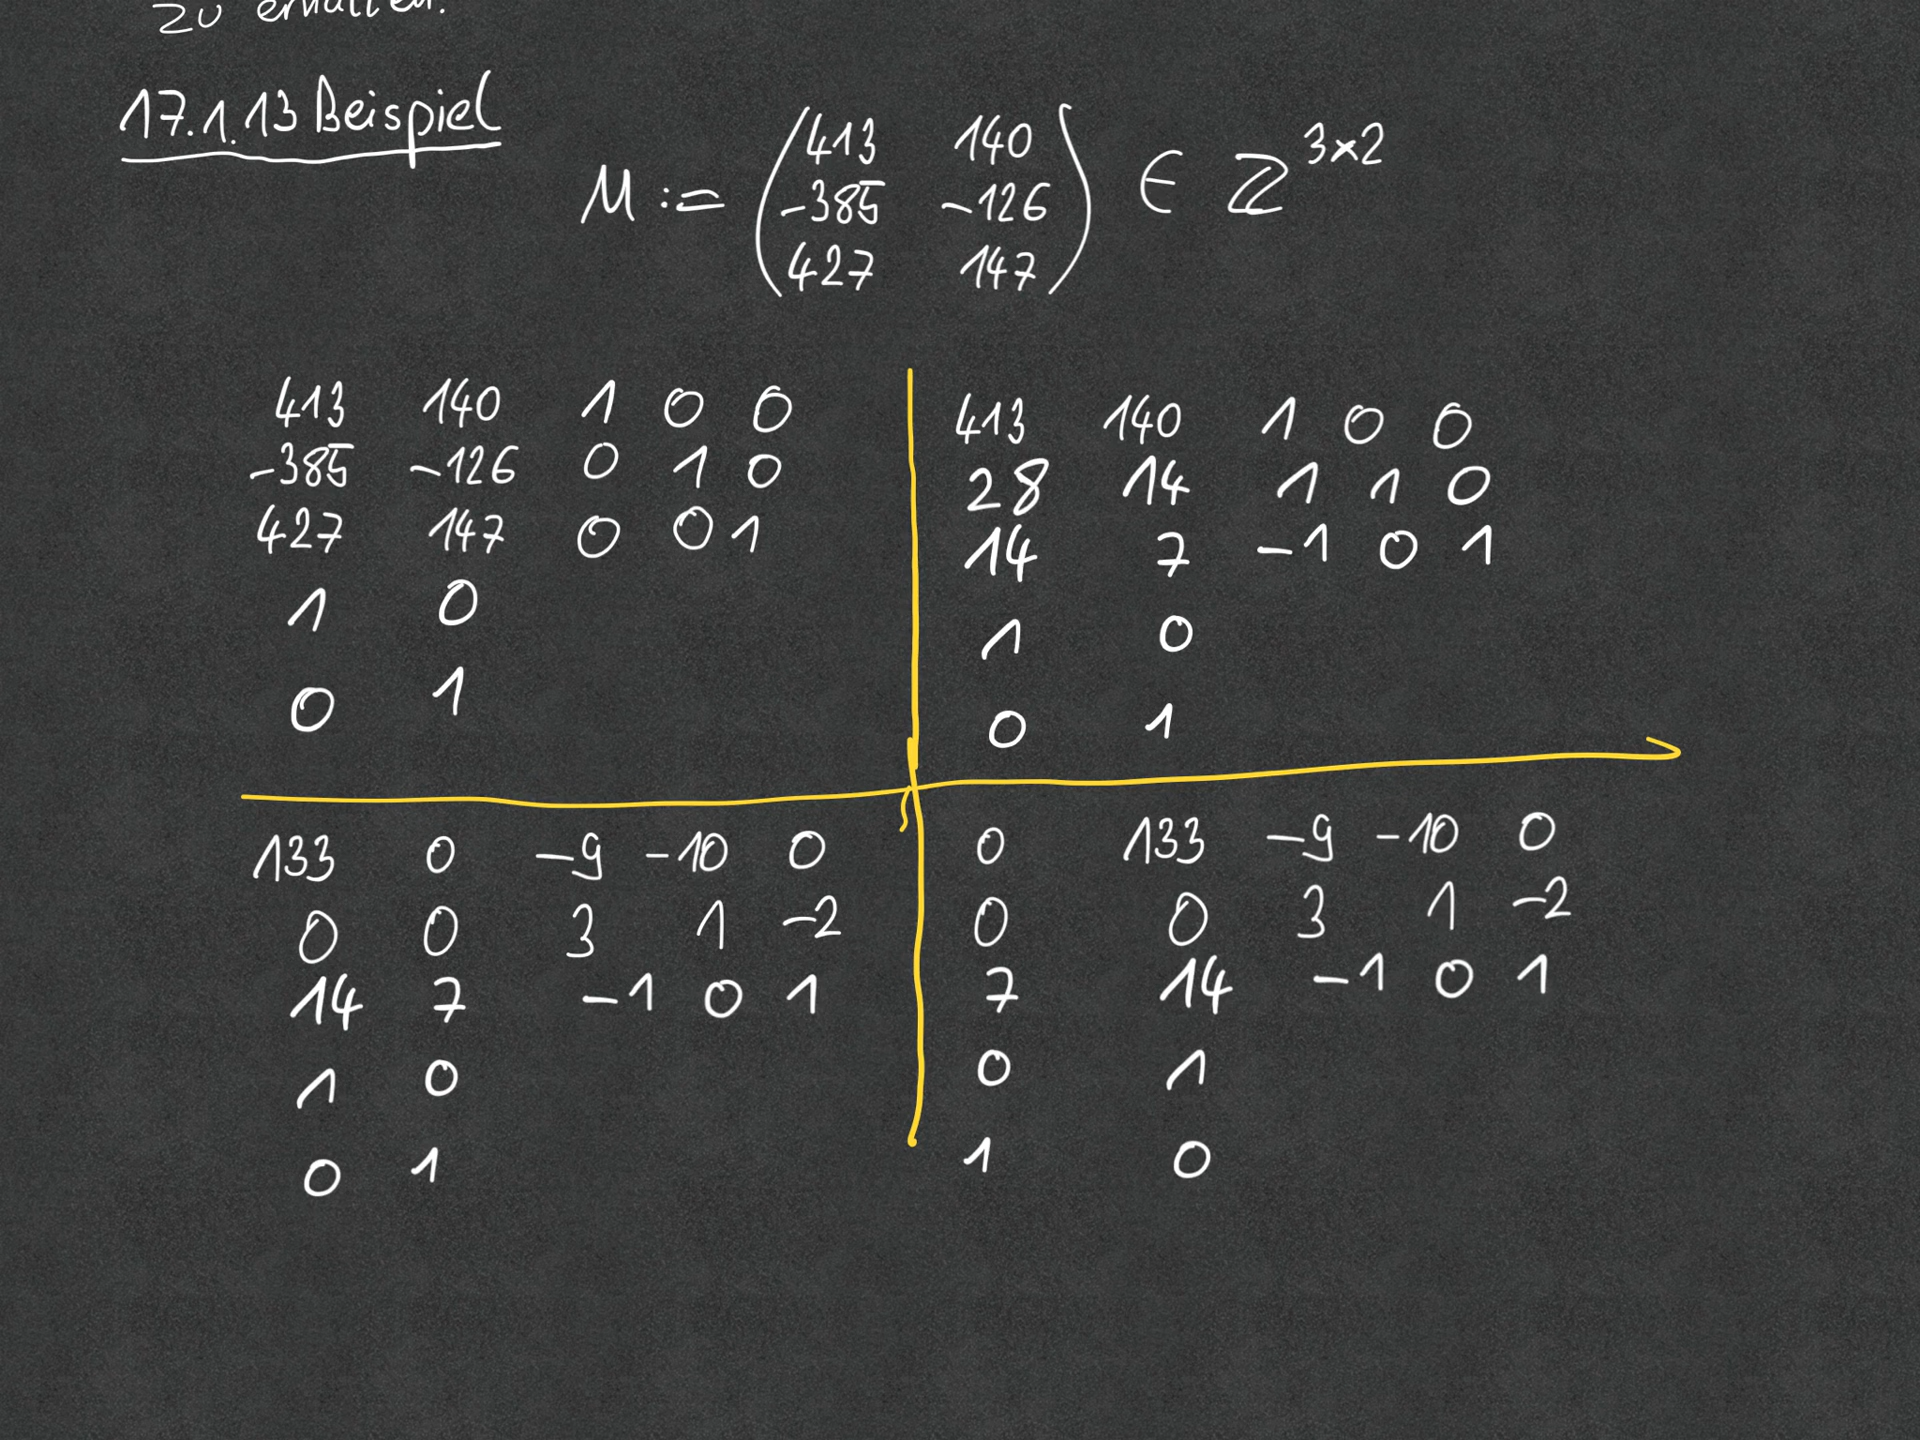 zu erhalten.
17.1.13 Beispiel
M := ( 413 140
-385 -126
427 147 ) ∈ ℤ^{3×2}
413 140 1 0 0
-385 -126 0 1 0
427 147 0 0 1
1 0
0 1
413 140 1 0 0
28 14 1 1 0
14 7 -1 0 1
1 0
0 1
133 0 -9 -10 0
0 0 3 1 -2
14 7 -1 0 1
1 0
0 1
0 133 -9 -10 0
0 0 3 1 -2
7 14 -1 0 1
0 1
1 0